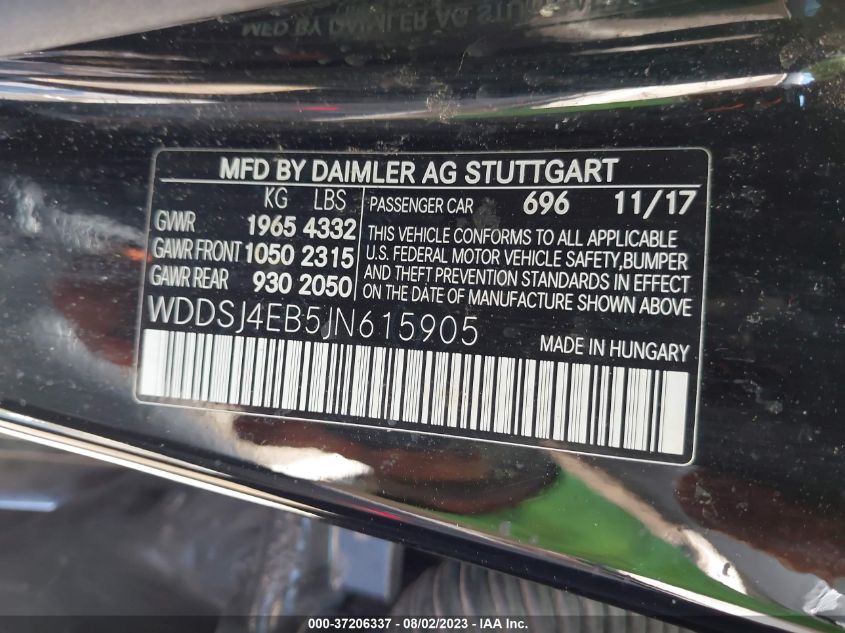 MFD BY DAIMLER AG STUTTGART
KG LBS
GVWR 1965 4332
GAWR FRONT 1050 2315
GAWR REAR 930 2050
PASSENGER CAR 696 11/17
THIS VEHICLE CONFORMS TO ALL APPLICABLE
U.S. FEDERAL MOTOR VEHICLE SAFETY, BUMPER
AND THEFT PREVENTION STANDARDS IN EFFECT
ON THE DATE OF MANUFACTURE SHOWN ABOVE
WDDSJ4EB5JN615905
MADE IN HUNGARY
000-37206337 - 08/02/2023 - IAA Inc.